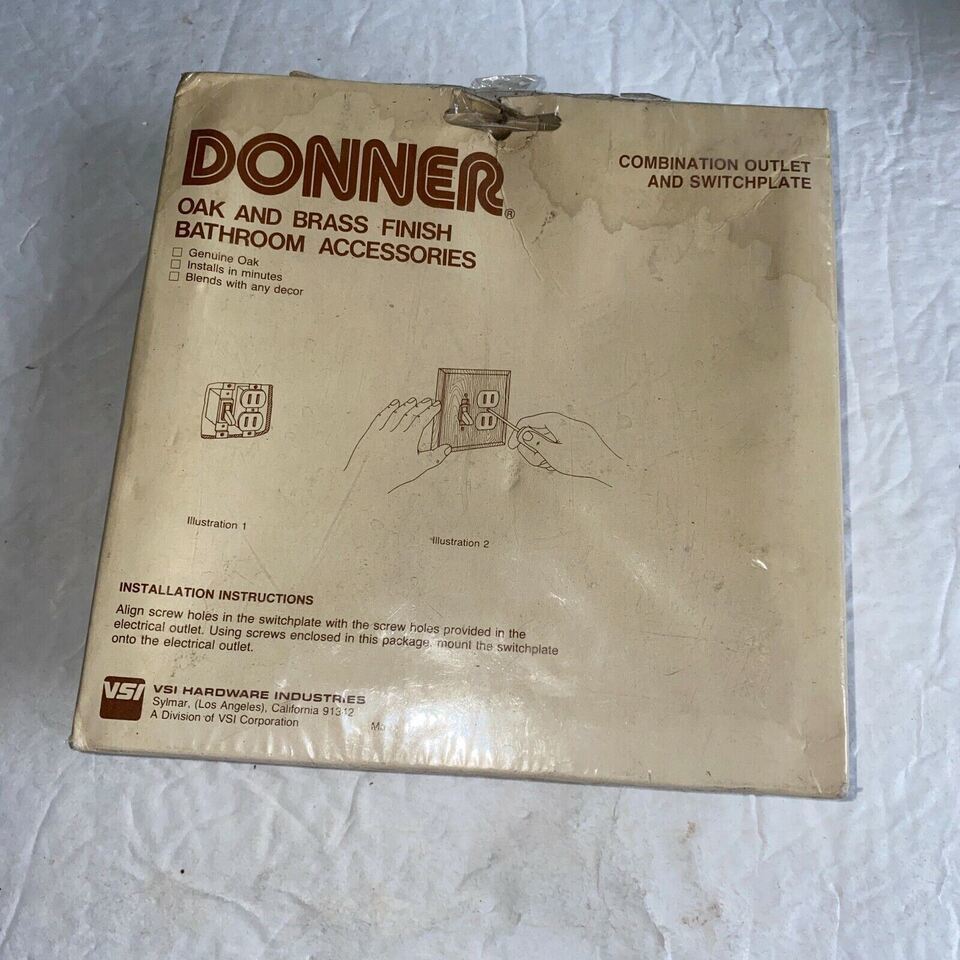 DONNER®
OAK AND BRASS FINISH
BATHROOM ACCESSORIES
☐ Genuine Oak
☐ Installs in minutes
☐ Blends with any decor
COMBINATION OUTLET
AND SWITCHPLATE
Illustration 1
Illustration 2
INSTALLATION INSTRUCTIONS
Align screw holes in the switchplate with the screw holes provided in the
electrical outlet. Using screws enclosed in this package, mount the switchplate
onto the electrical outlet.
VSI
VSI HARDWARE INDUSTRIES
Sylmar, (Los Angeles), California 91342
A Division of VSI Corporation